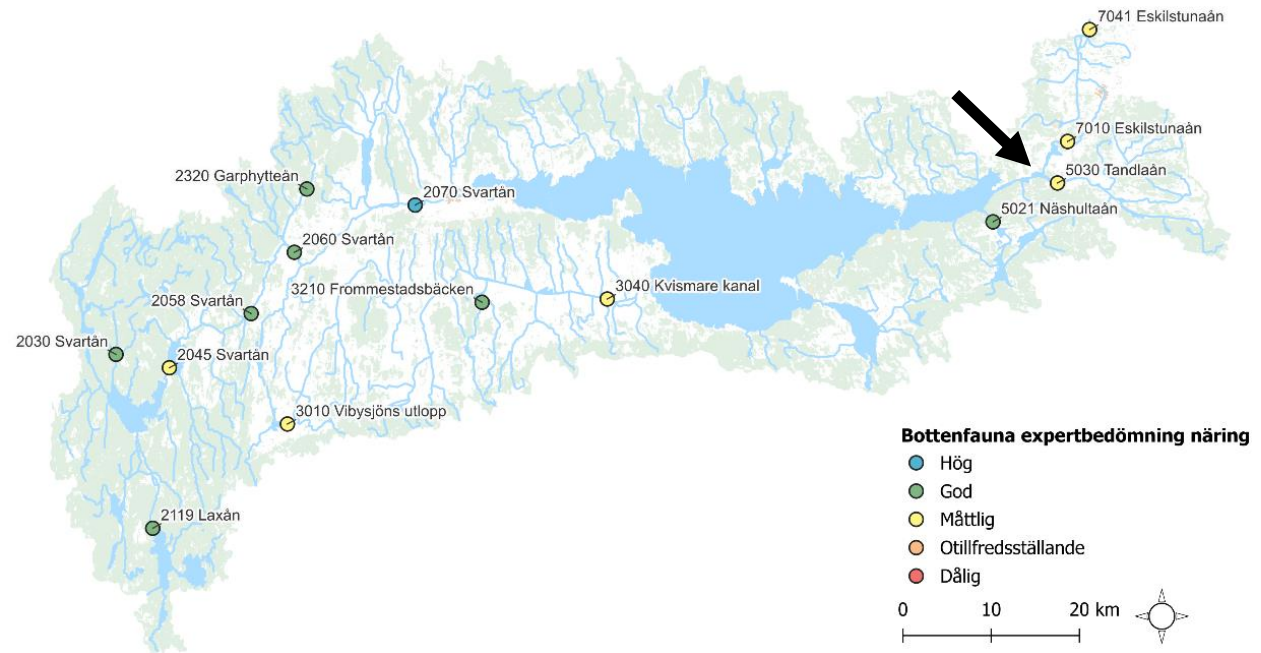 7041 Eskilstunaån
7010 Eskilstunaån
5030 Tandlaån
2320 Garphytteån
2070 Svartån
5021 Näshultaån
2060 Svartån
3210 Frommestadsbäcken
3040 Kvismare kanal
2058 Svartån
2030 Svartån
2045 Svartån
3010 Vibysjöns utlopp
2119 Laxån
Bottenfauna expertbedömning näring
Hög
God
Måttlig
Otillfredsställande
Dålig
0 10 20 km